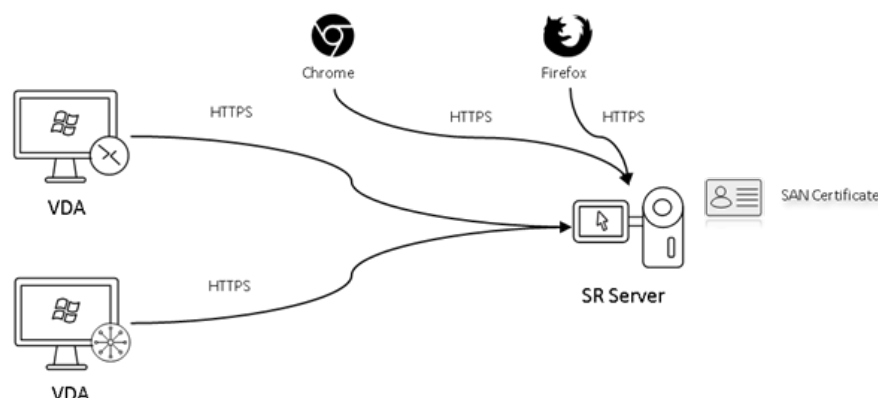 Chrome
Firefox
HTTPS
HTTPS
HTTPS
VDA
SAN Certificate
HTTPS
SR Server
VDA